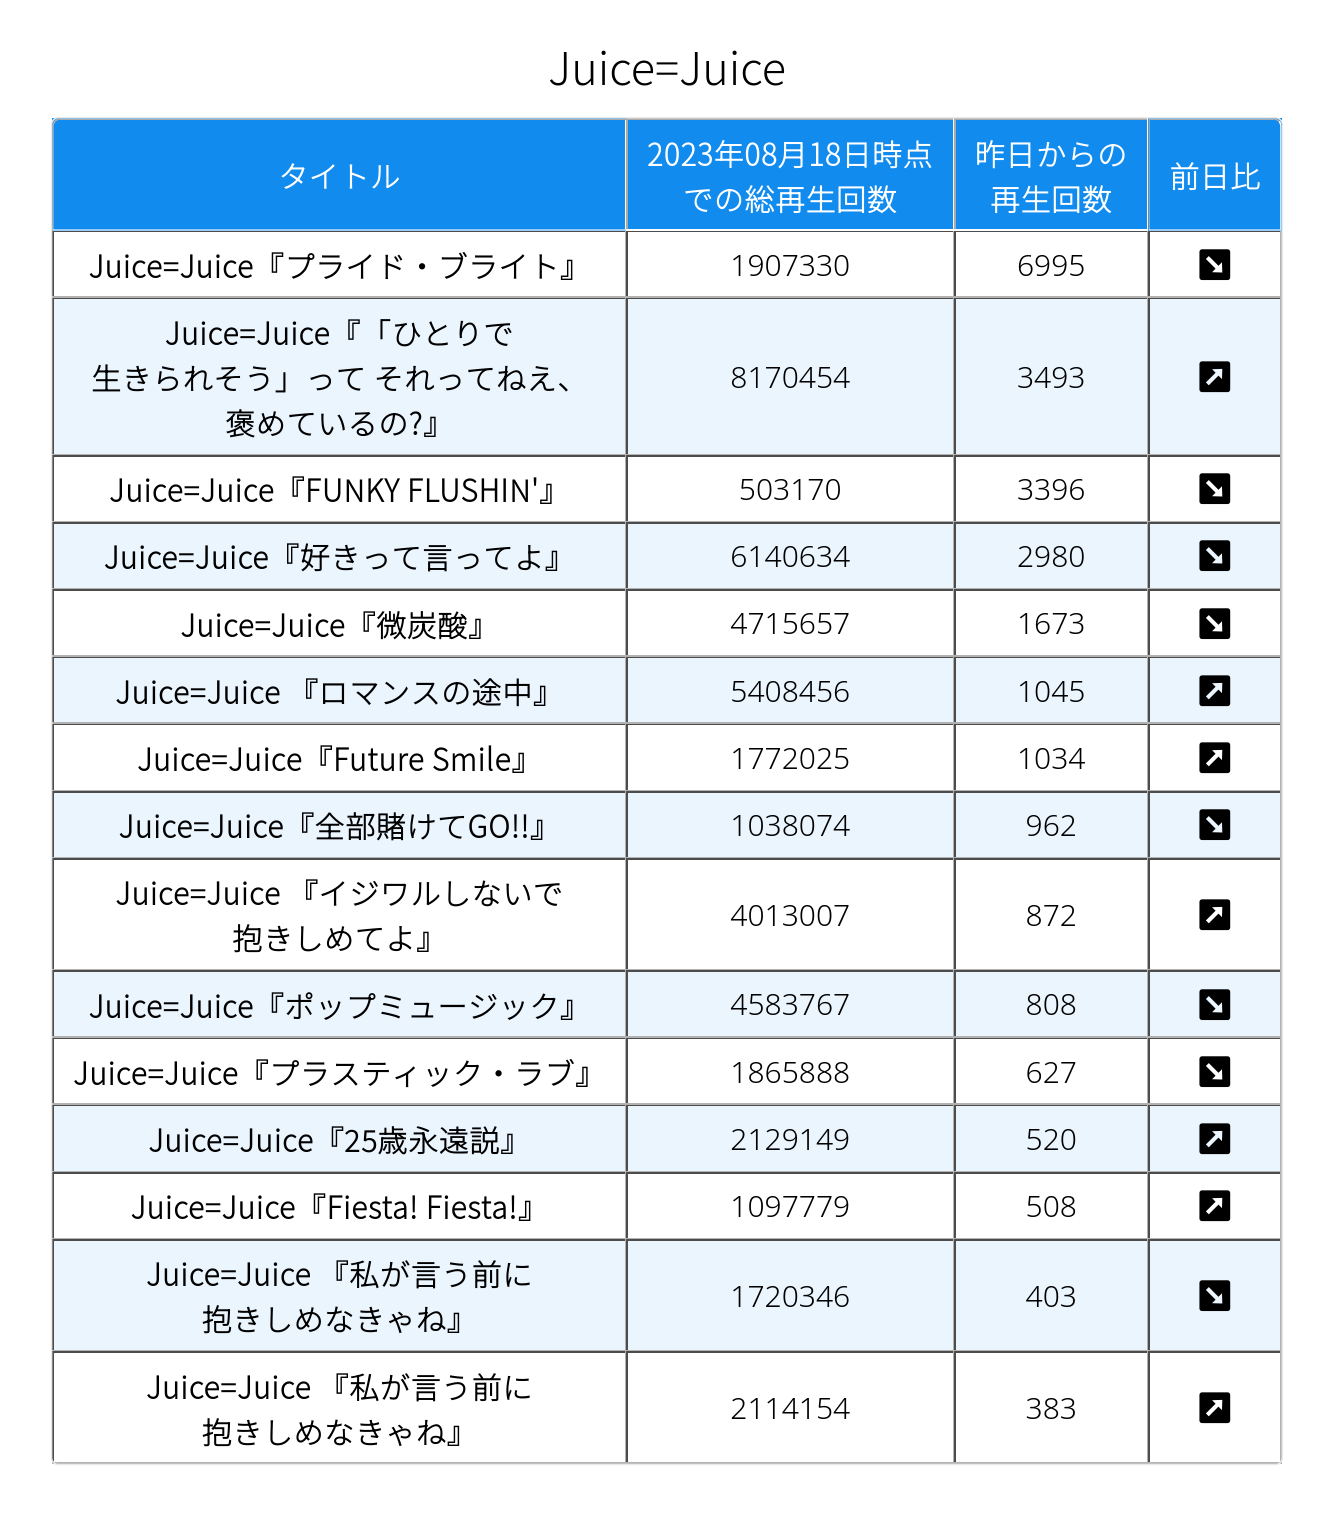 Juice=Juice
タイトル
2023年08月18日時点
での総再生回数
昨日からの
再生回数
前日比
Juice=Juice『プライド・ブライト』
1907330
6995
Juice=Juice『「ひとりで
生きられそう」って それってねえ、
褒めているの?』
8170454
3493
Juice=Juice『FUNKY FLUSHIN'』
503170
3396
Juice=Juice『好きって言ってよ』
6140634
2980
Juice=Juice『微炭酸』
4715657
1673
Juice=Juice 『ロマンスの途中』
5408456
1045
Juice=Juice『Future Smile』
1772025
1034
Juice=Juice『全部賭けてGO!!』
1038074
962
Juice=Juice 『イジワルしないで
抱きしめてよ』
4013007
872
Juice=Juice『ポップミュージック』
4583767
808
Juice=Juice『プラスティック・ラブ』
1865888
627
Juice=Juice『25歳永遠説』
2129149
520
Juice=Juice『Fiesta! Fiesta!』
1097779
508
Juice=Juice 『私が言う前に
抱きしめなきゃね』
1720346
403
Juice=Juice 『私が言う前に
抱きしめなきゃね』
2114154
383